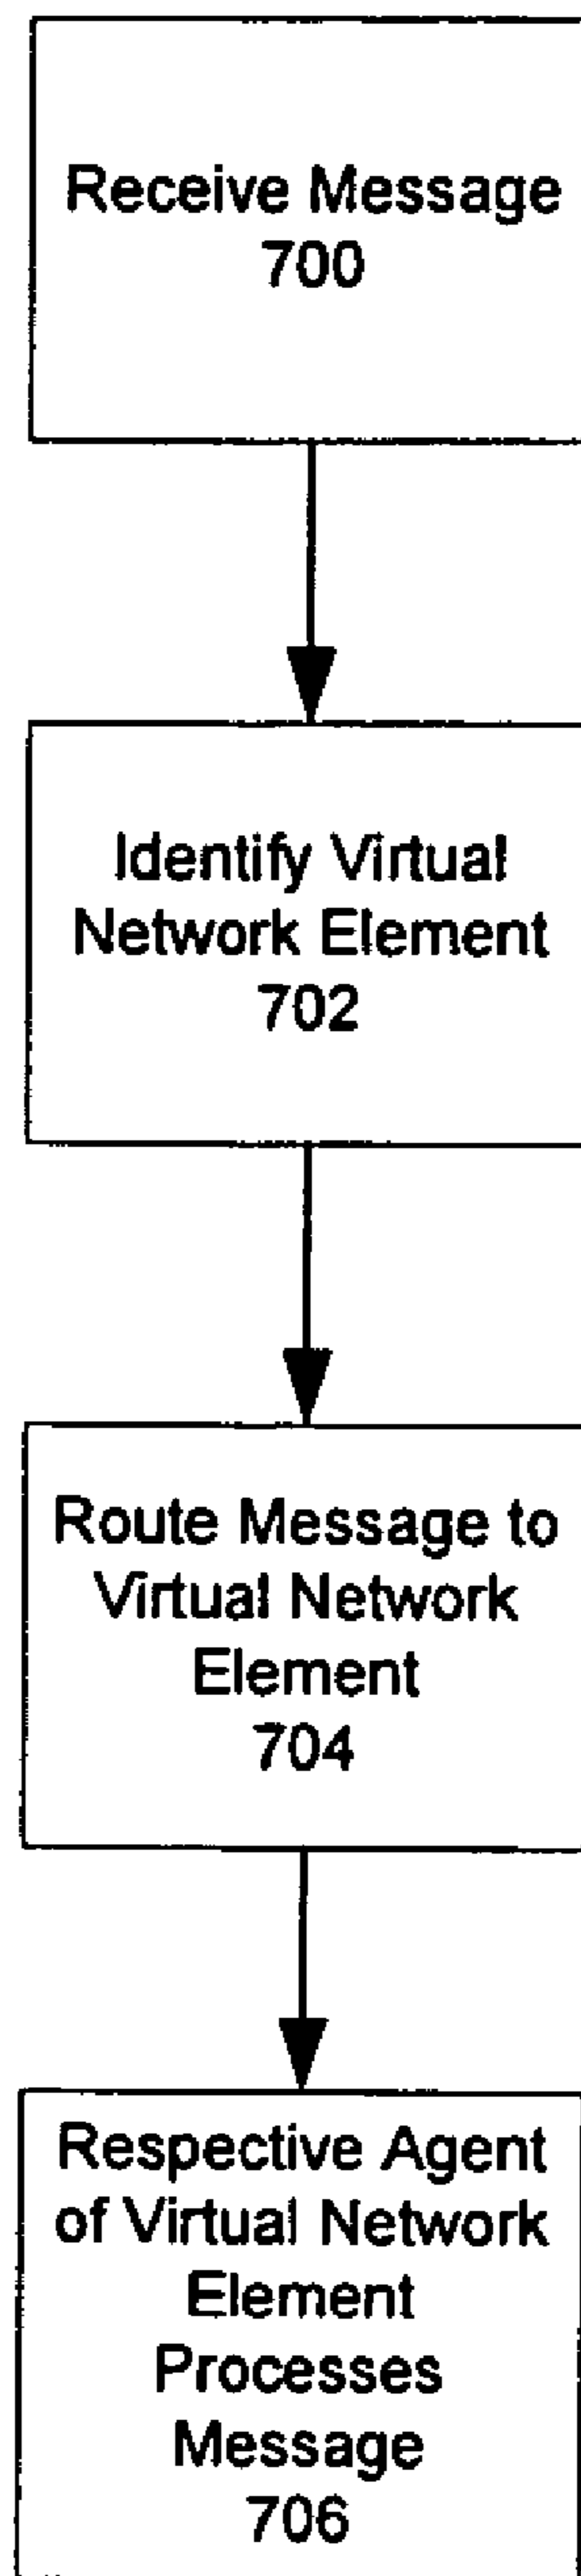 Receive Message
700
Identify Virtual
Network Element
702
Route Message to
Virtual Network
Element
704
Respective Agent
of Virtual Network
Element
Processes
Message
706